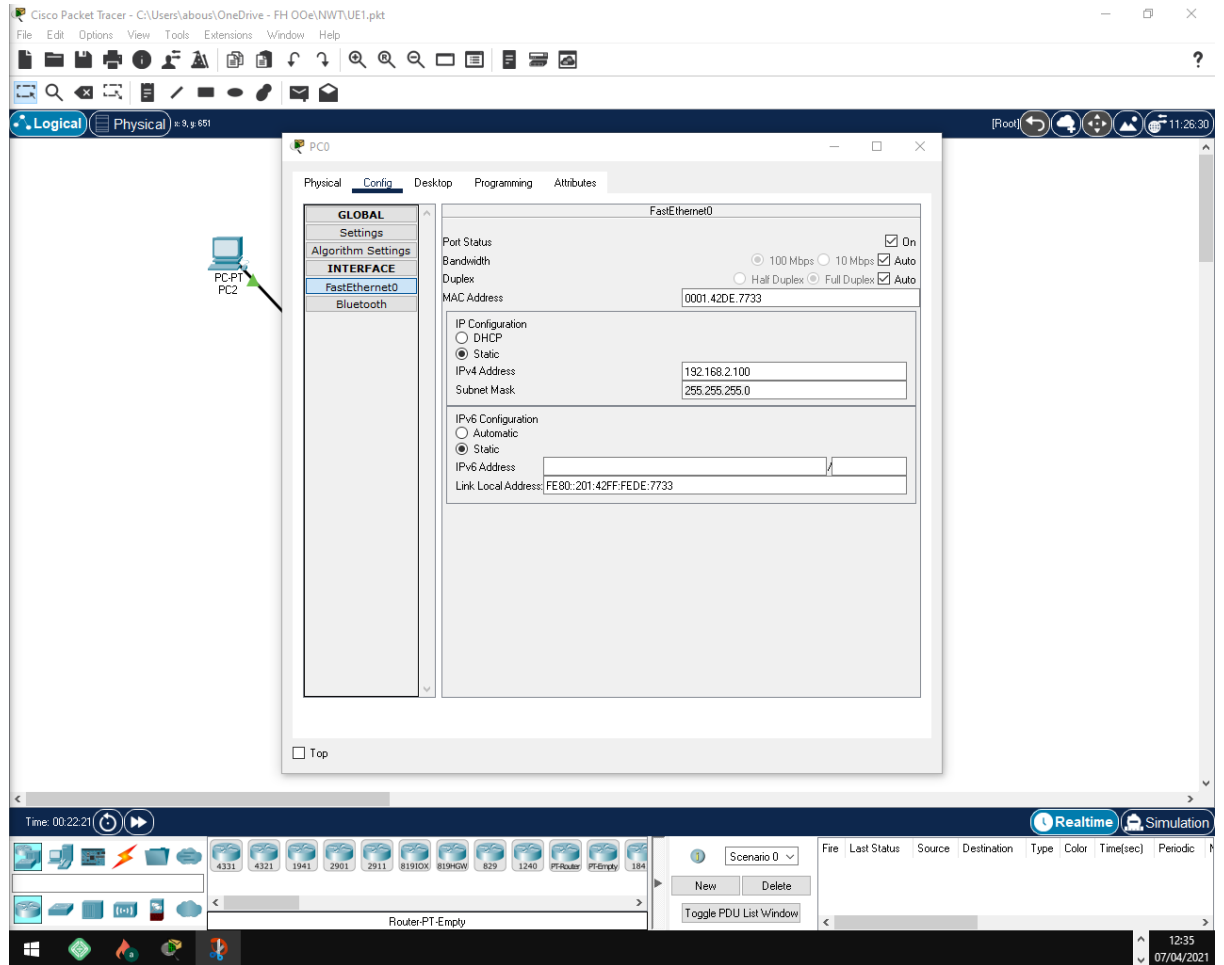 Cisco Packet Tracer - C:\Users\abous\OneDrive - FH OOe\NWT\UE1.pkt
File Edit Options View Tools Extensions Window Help
?
Logical Physical x: 9, y: 651 [Root] 11:26:30
PC0
Physical Config Desktop Programming Attributes
GLOBAL
Settings
Algorithm Settings
INTERFACE
FastEthernet0
Bluetooth
FastEthernet0
Port Status On
Bandwidth 100 Mbps 10 Mbps Auto
Duplex Half Duplex Full Duplex Auto
MAC Address 0001.42DE.7733
IP Configuration
DHCP
Static
IPv4 Address 192.168.2.100
Subnet Mask 255.255.255.0
IPv6 Configuration
Automatic
Static
IPv6 Address /
Link Local Address: FE80::201:42FF:FEDE:7733
PC-PT
PC2
Top
Time: 00:22:21 Realtime Simulation
4331 4321 1941 2901 2911 819IOX 819HGW 829 1240 PT-Router PT-Empty 184
Router-PT-Empty
Scenario 0
New Delete
Toggle PDU List Window
Fire Last Status Source Destination Type Color Time(sec) Periodic
12:35
07/04/2021